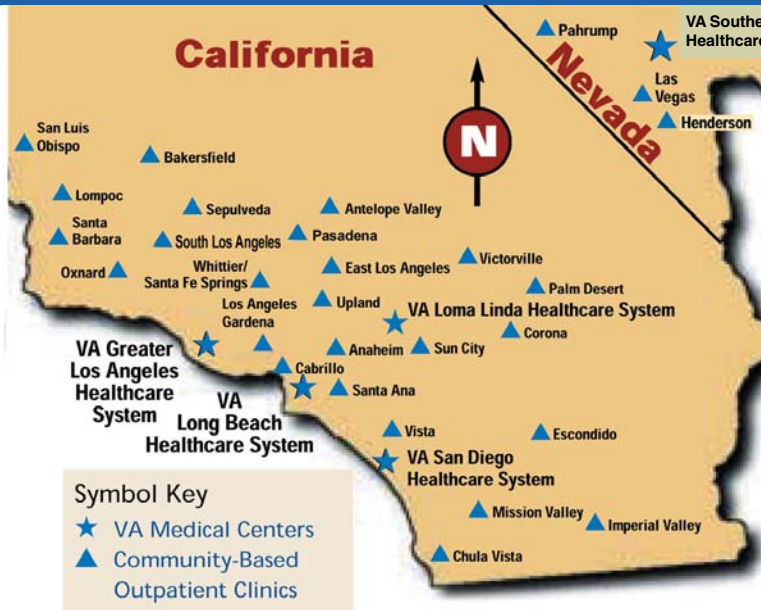 California
Nevada
N
Pahrump
VA Southe
Healthcare
Las
Vegas
Henderson
San Luis
Obispo
Bakersfield
Lompoc
Sepulveda
Antelope Valley
Santa
Barbara
South Los Angeles
Pasadena
Oxnard
Whittier/
Santa Fe Springs
East Los Angeles
Victorville
Palm Desert
Los Angeles
Gardena
Upland
VA Loma Linda Healthcare System
Corona
VA Greater
Los Angeles
Healthcare
System
Anaheim
Sun City
Cabrillo
VA
Long Beach
Healthcare System
Santa Ana
Vista
Escondido
VA San Diego
Healthcare System
Mission Valley
Imperial Valley
Chula Vista
Symbol Key
VA Medical Centers
Community-Based
Outpatient Clinics